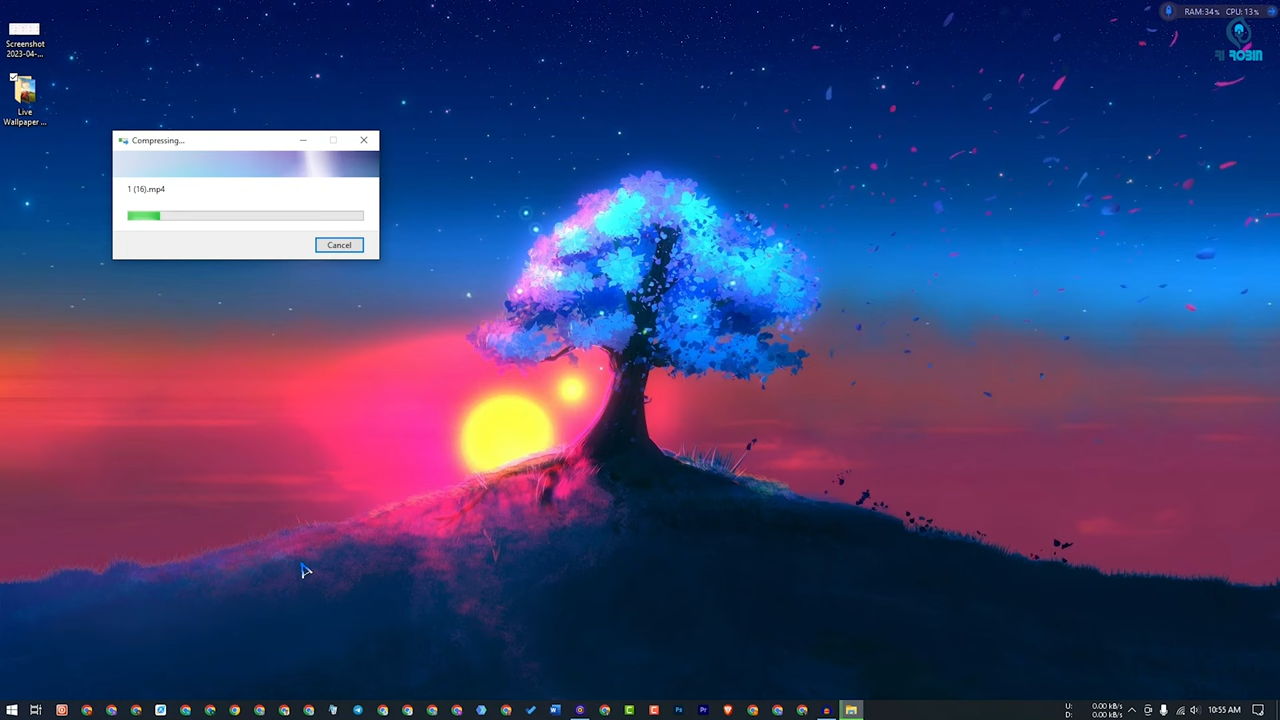 RAM:34% CPU:13%
Screenshot
2023-04-...
ROBIN
Live
Wallpaper ...
Compressing...
1 (16).mp4
Cancel
U: 0.00 kB/s
D: 0.00 kB/s
10:55 AM